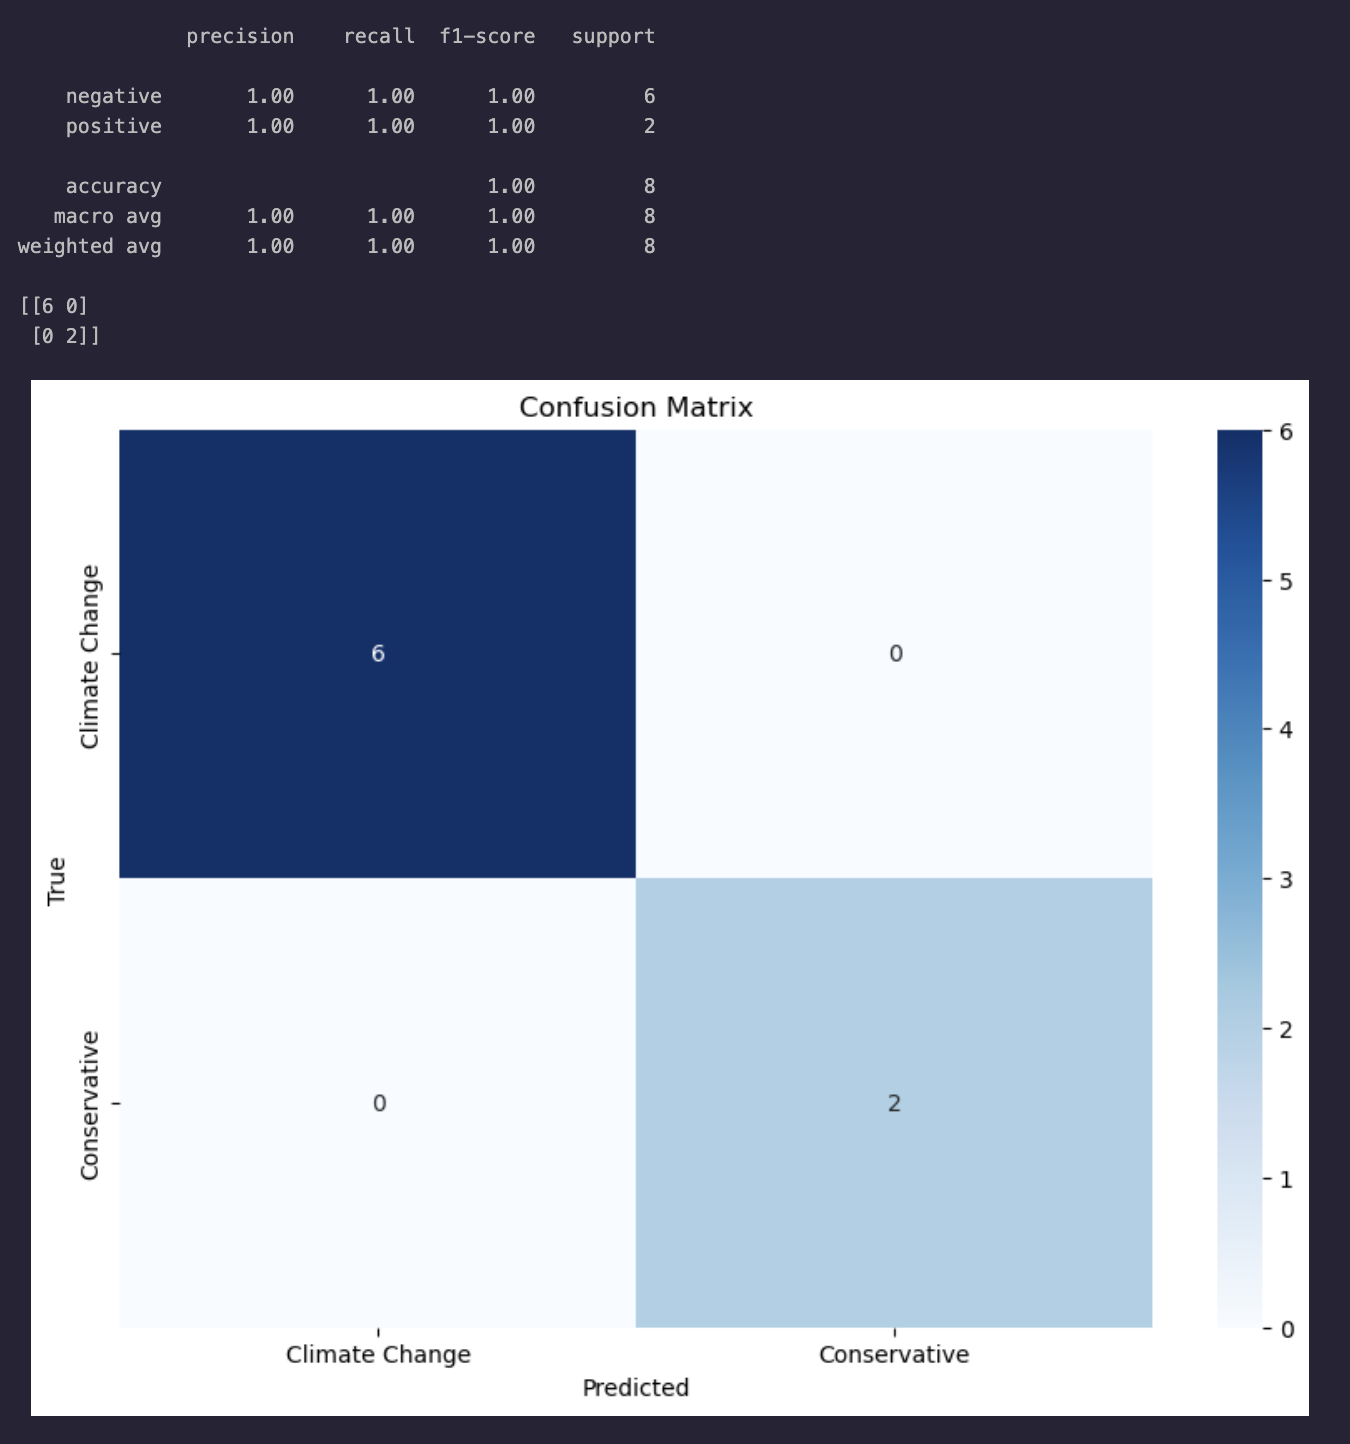 precision recall f1-score support
negative 1.00 1.00 1.00 6
positive 1.00 1.00 1.00 2
accuracy 1.00 8
macro avg 1.00 1.00 1.00 8
weighted avg 1.00 1.00 1.00 8
[[6 0]
[0 2]]
Confusion Matrix
6
5
4
3
2
1
0
True
Climate Change
Conservative
6 0
0 2
Climate Change Conservative
Predicted